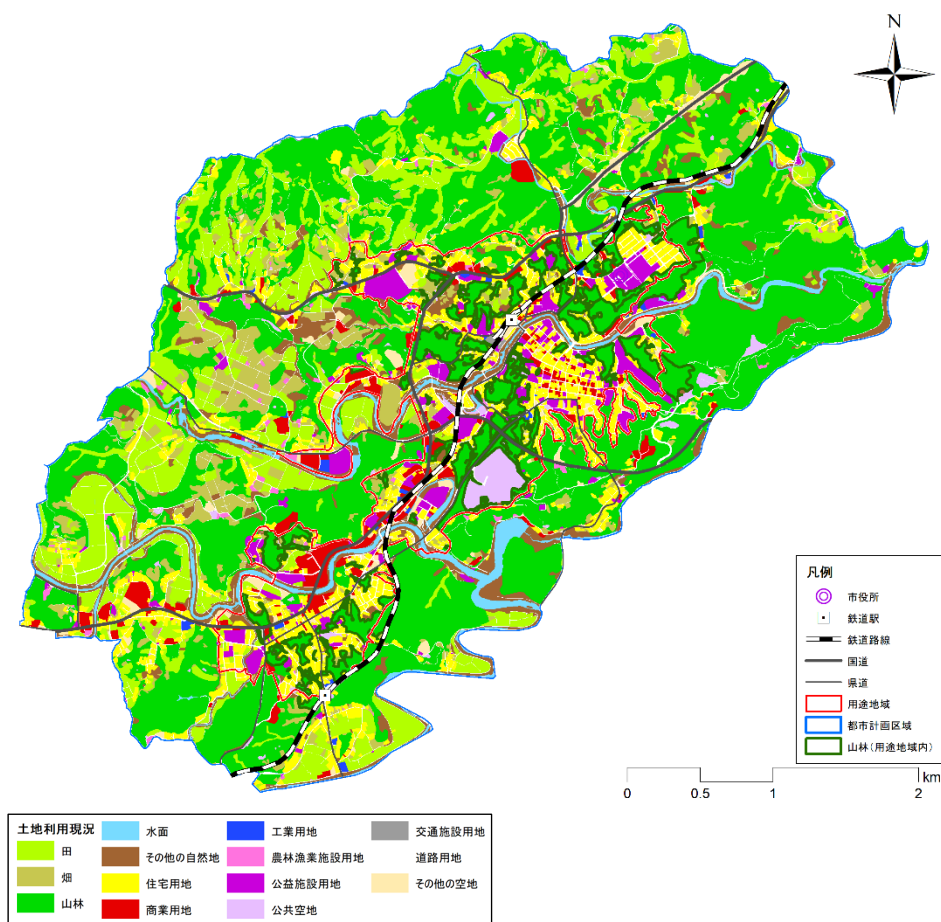 N
凡例
市役所
鉄道駅
鉄道路線
国道
県道
用途地域
都市計画区域
山林(用途地域内)
km
0 0.5 1 2
土地利用現況
田
畑
山林
水面
その他の自然地
住宅用地
商業用地
工業用地
農林漁業施設用地
公益施設用地
公共空地
交通施設用地
道路用地
その他の空地